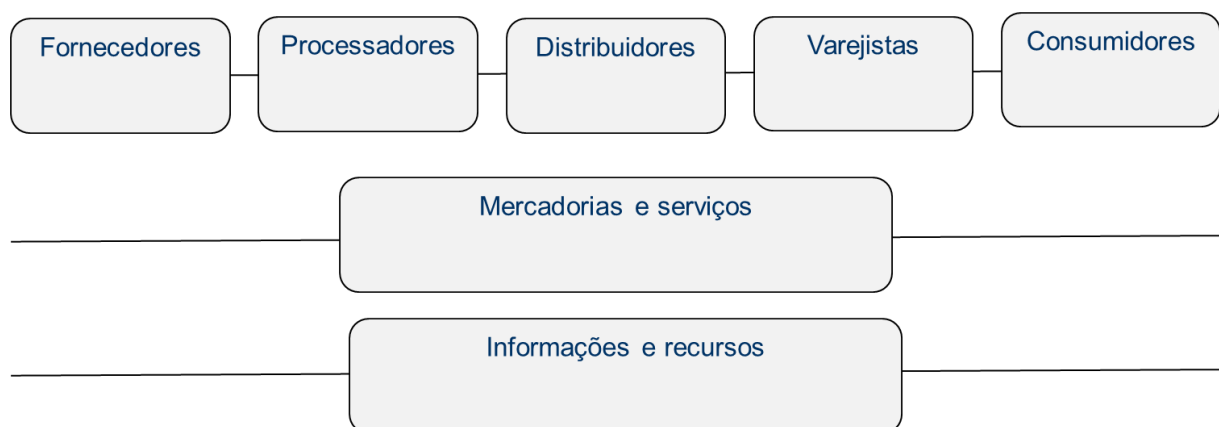 Fornecedores
Processadores
Distribuidores
Varejistas
Consumidores
Mercadorias e serviços
Informações e recursos